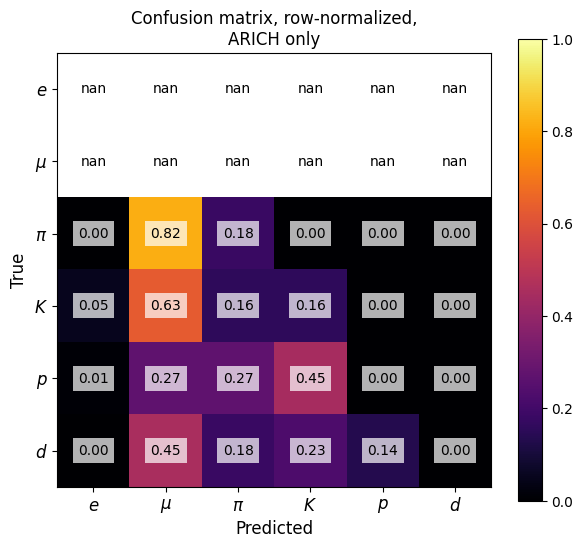 Confusion matrix, row-normalized,
ARICH only
1.0
e nan nan nan nan nan nan
μ nan nan nan nan nan nan
0.8
π 0.00 0.82 0.18 0.00 0.00 0.00
0.6
True
K 0.05 0.63 0.16 0.16 0.00 0.00
0.4
p 0.01 0.27 0.27 0.45 0.00 0.00
0.2
d 0.00 0.45 0.18 0.23 0.14 0.00
0.0
e μ π K p d
Predicted